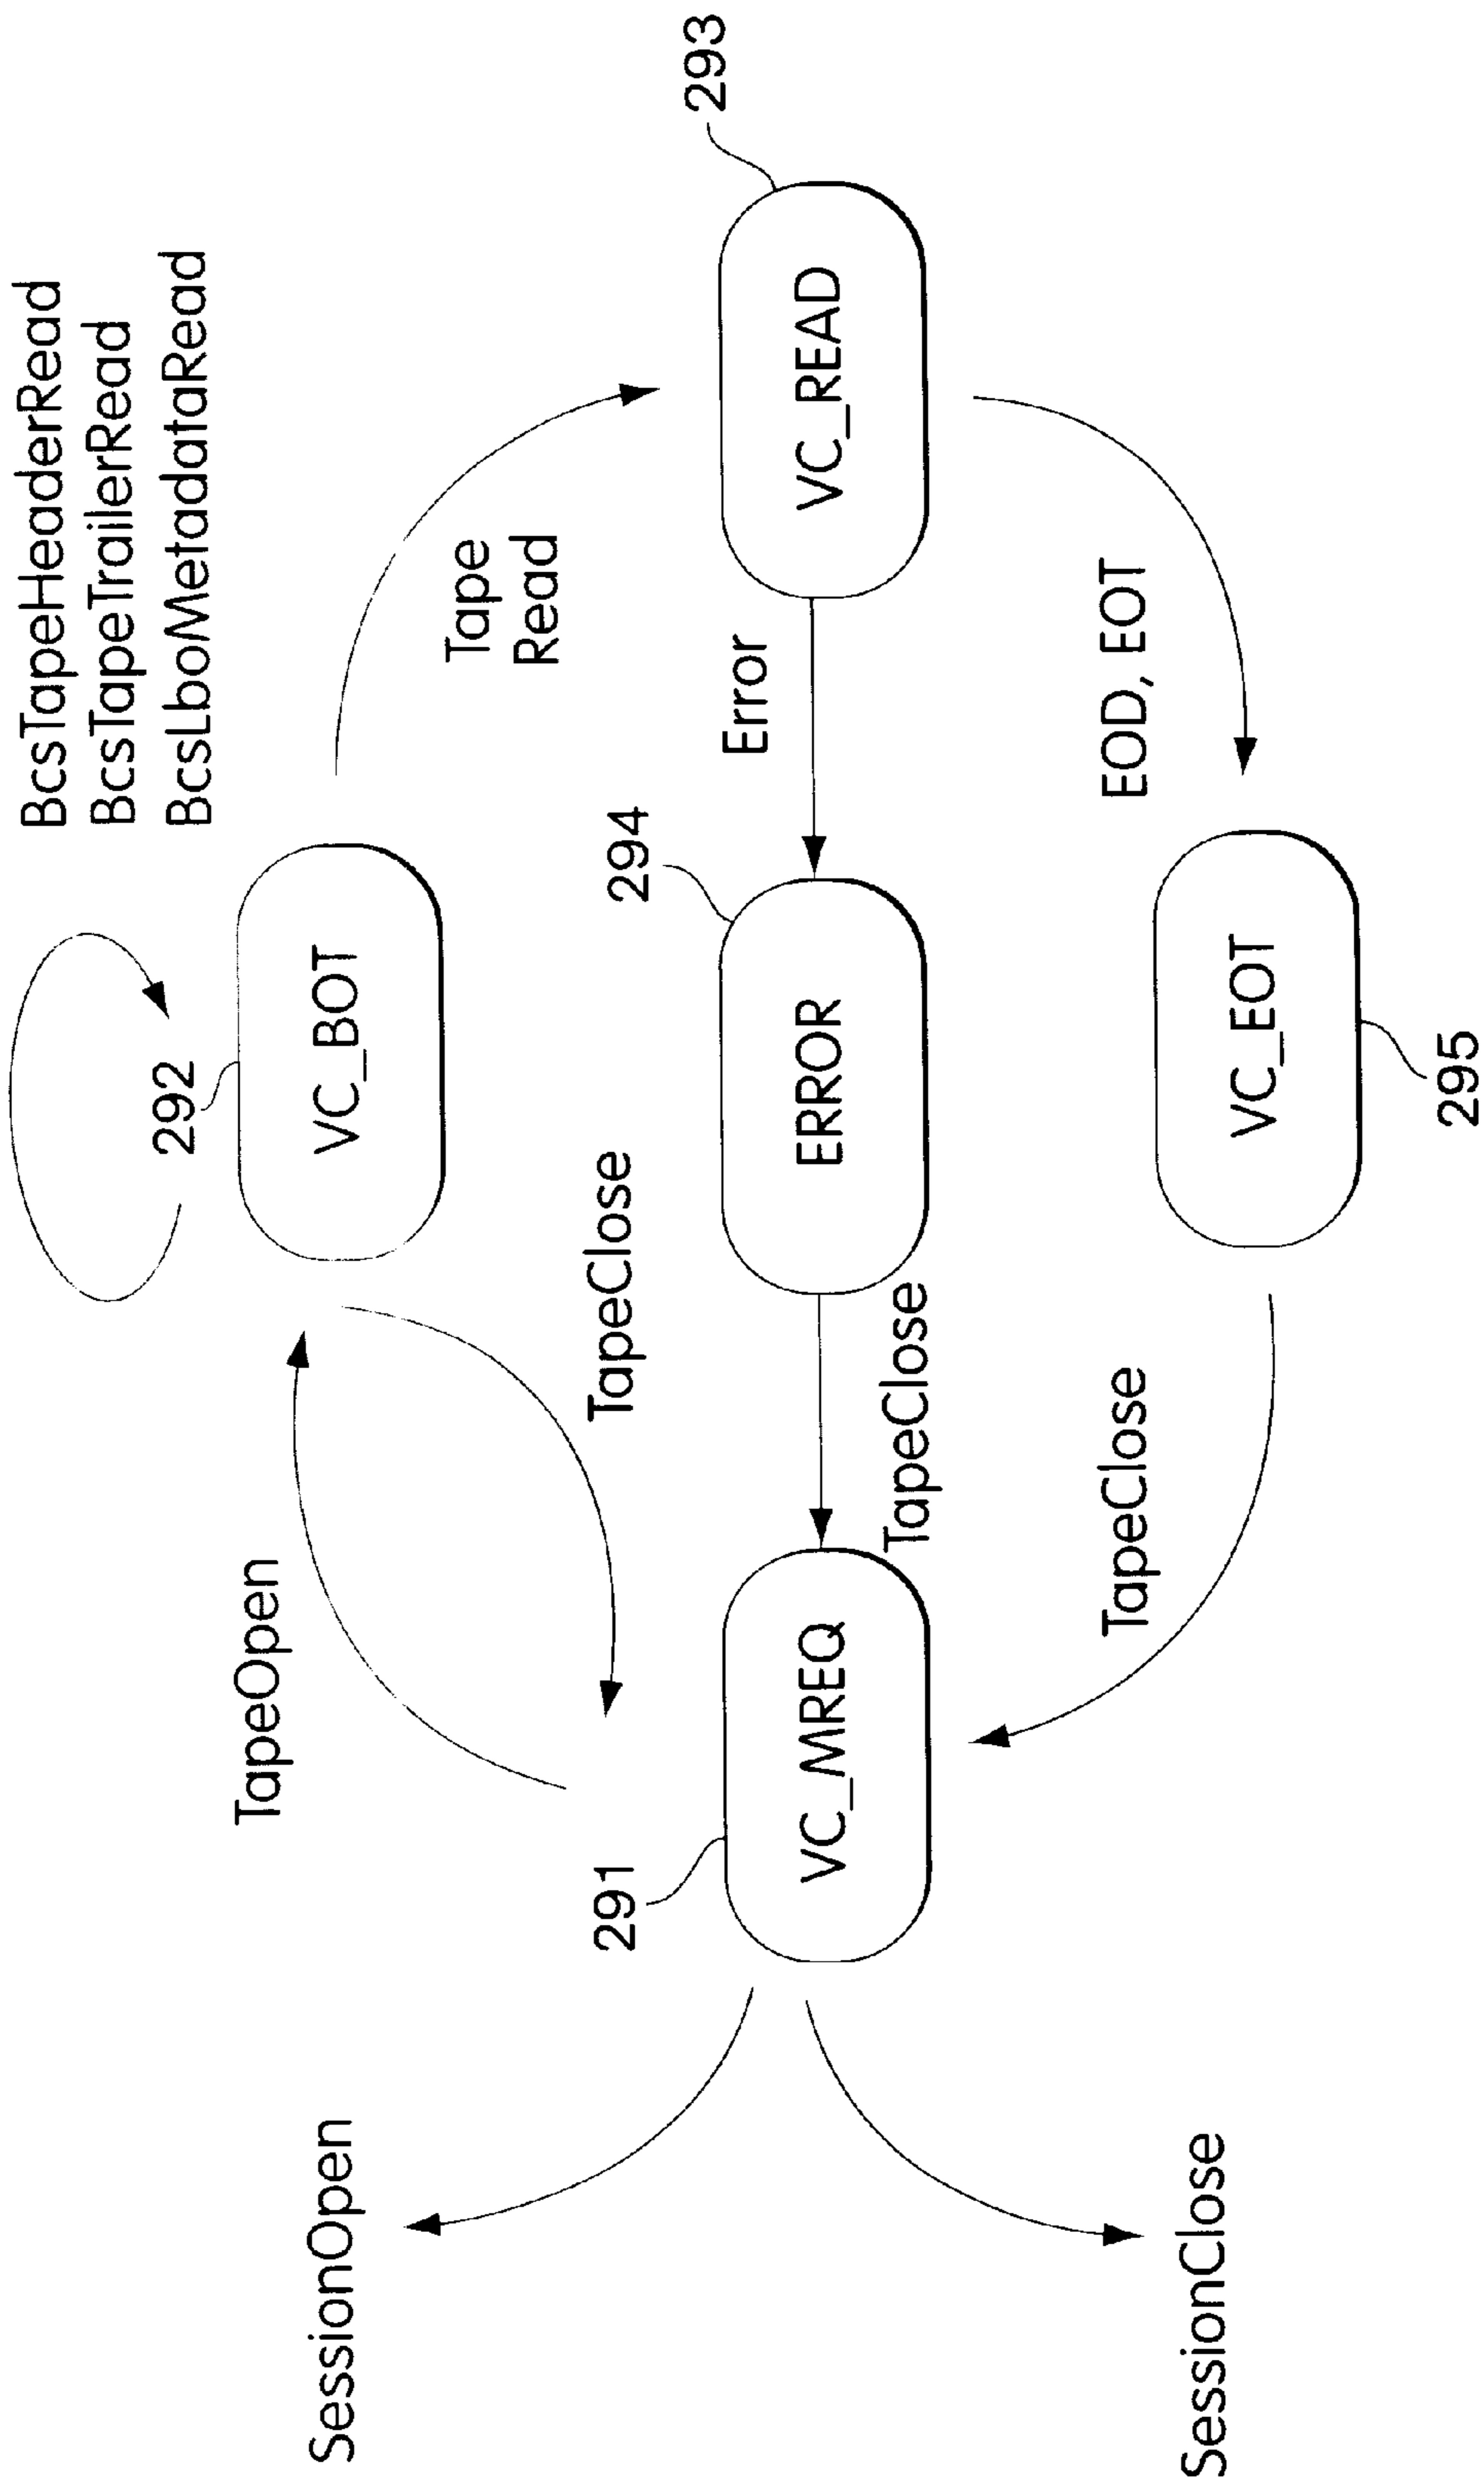 BcsTapeHeaderRead
BcsTapeTrailerRead
BcsLboMetadataRead
292
VC_BOT
TapeOpen
TapeClose
Tape
Read
SessionOpen
291
VC_MREQ
TapeClose
294
ERROR
Error
293
VC_READ
SessionClose
TapeClose
VC_EOT
EOD, EOT
295